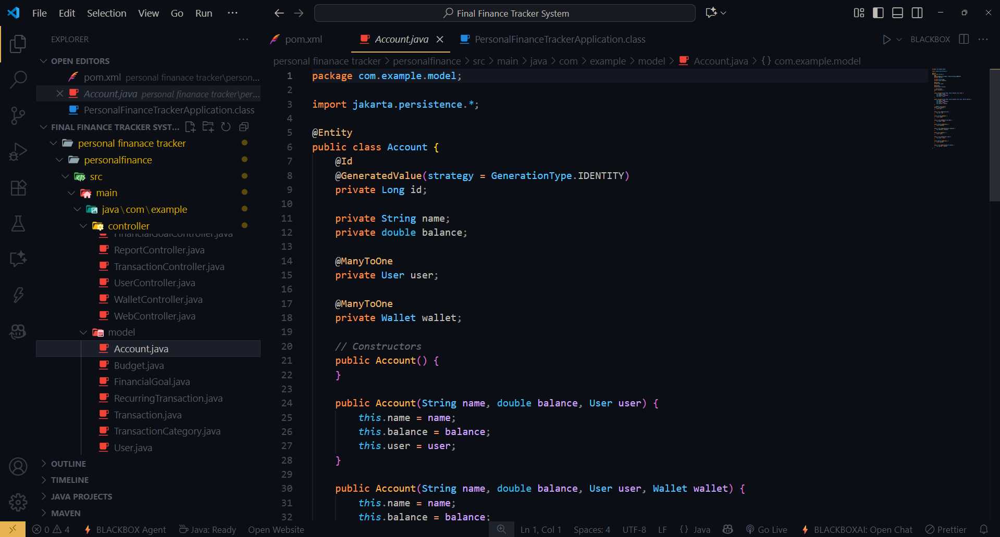 File Edit Selection View Go Run ···
Final Finance Tracker System
EXPLORER
OPEN EDITORS
pom.xml personal finanace tracker\person...
Account.java personal finanace tracker\per...
PersonalFinanceTrackerApplication.class
FINAL FINANCE TRACKER SYST...
personal finanace tracker
personalfinance
src
main
java\com\example
controller
FinancialGoalController.java
ReportController.java
TransactionController.java
UserController.java
WalletController.java
WebController.java
model
Account.java
Budget.java
FinancialGoal.java
RecurringTransaction.java
Transaction.java
TransactionCategory.java
User.java
OUTLINE
TIMELINE
JAVA PROJECTS
MAVEN
pom.xml Account.java PersonalFinanceTrackerApplication.class BLACKBOX
personal finanace tracker > personalfinance > src > main > java > com > example > model > Account.java > {} com.example.model
1 package com.example.model;
2
3 import jakarta.persistence.*;
4
5 @Entity
6 public class Account {
7 @Id
8 @GeneratedValue(strategy = GenerationType.IDENTITY)
9 private Long id;
10
11 private String name;
12 private double balance;
13
14 @ManyToOne
15 private User user;
16
17 @ManyToOne
18 private Wallet wallet;
19
20 // Constructors
21 public Account() {
22 }
23
24 public Account(String name, double balance, User user) {
25 this.name = name;
26 this.balance = balance;
27 this.user = user;
28 }
29
30 public Account(String name, double balance, User user, Wallet wallet) {
31 this.name = name;
32 this.balance = balance;
0 4 BLACKBOX Agent Java: Ready Open Website Ln 1, Col 1 Spaces: 4 UTF-8 LF {} Java Go Live BLACKBOXAI: Open Chat Prettier